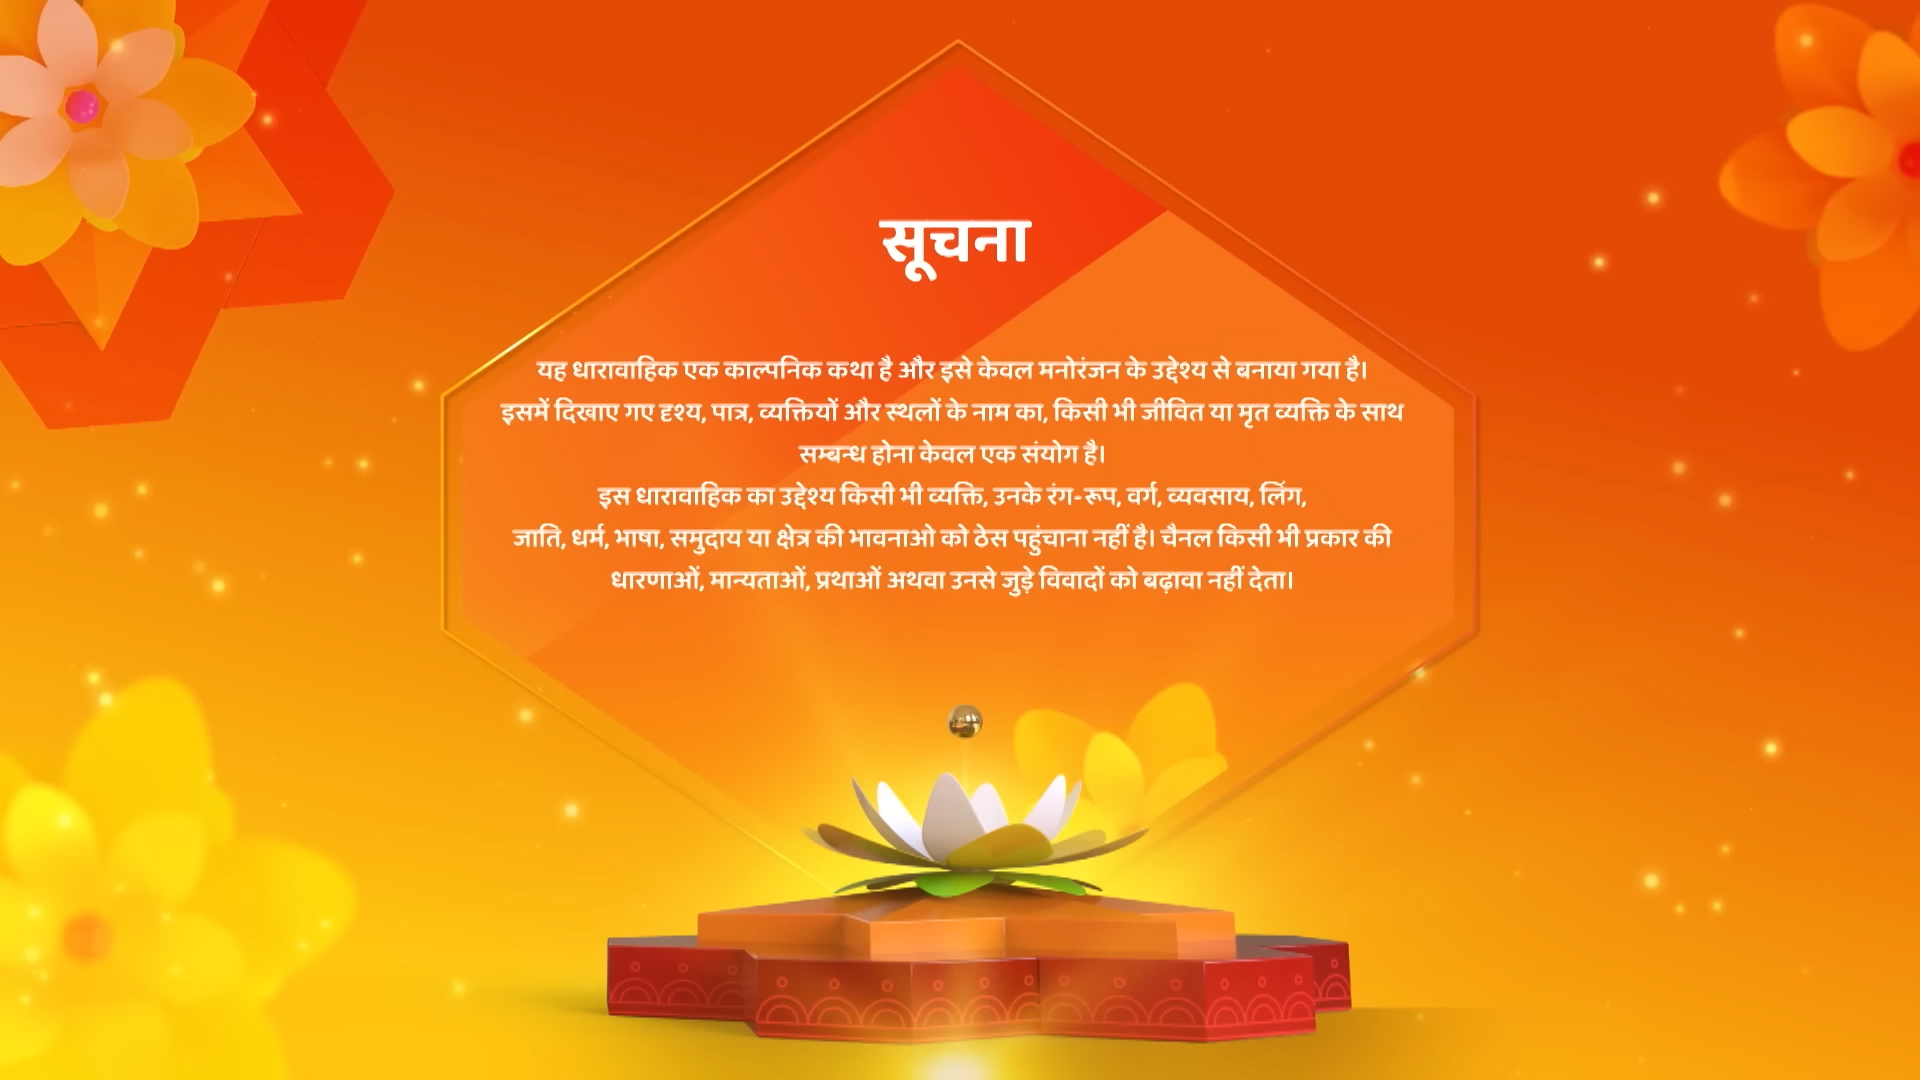 सूचना
यह धारावाहिक एक काल्पनिक कथा है और इसे केवल मनोरंजन के उद्देश्य से बनाया गया है।
इसमें दिखाए गए दृश्य, पात्र, व्यक्तियों और स्थलों के नाम का, किसी भी जीवित या मृत व्यक्ति के साथ
सम्बन्ध होना केवल एक संयोग है।
इस धारावाहिक का उद्देश्य किसी भी व्यक्ति, उनके रंग-रूप, वर्ग, व्यवसाय, लिंग,
जाति, धर्म, भाषा, समुदाय या क्षेत्र की भावनाओ को ठेस पहुंचाना नहीं है। चैनल किसी भी प्रकार की
धारणाओं, मान्यताओं, प्रथाओं अथवा उनसे जुड़े विवादों को बढ़ावा नहीं देता।